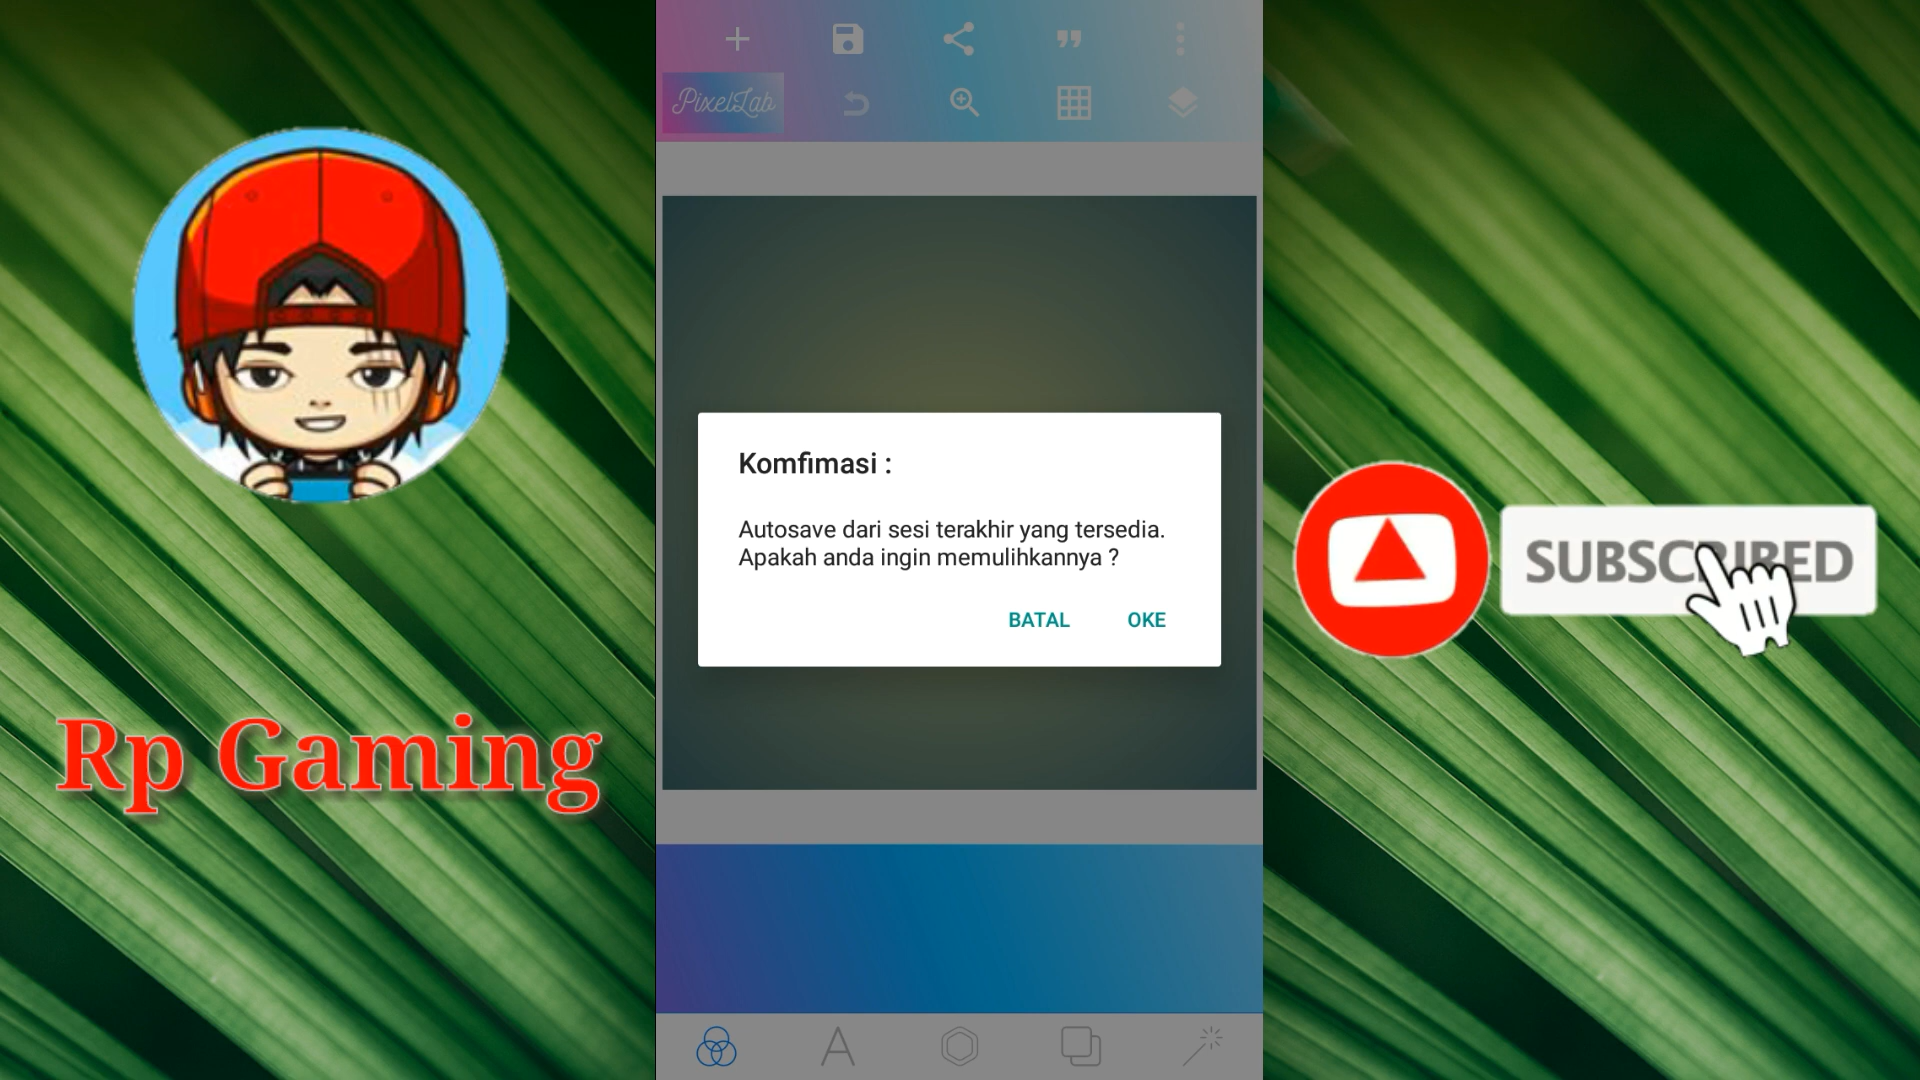 PixelLab
Komfimasi :
Autosave dari sesi terakhir yang tersedia.
Apakah anda ingin memulihkannya ?
BATAL OKE
Rp Gaming
SUBSCRIBED